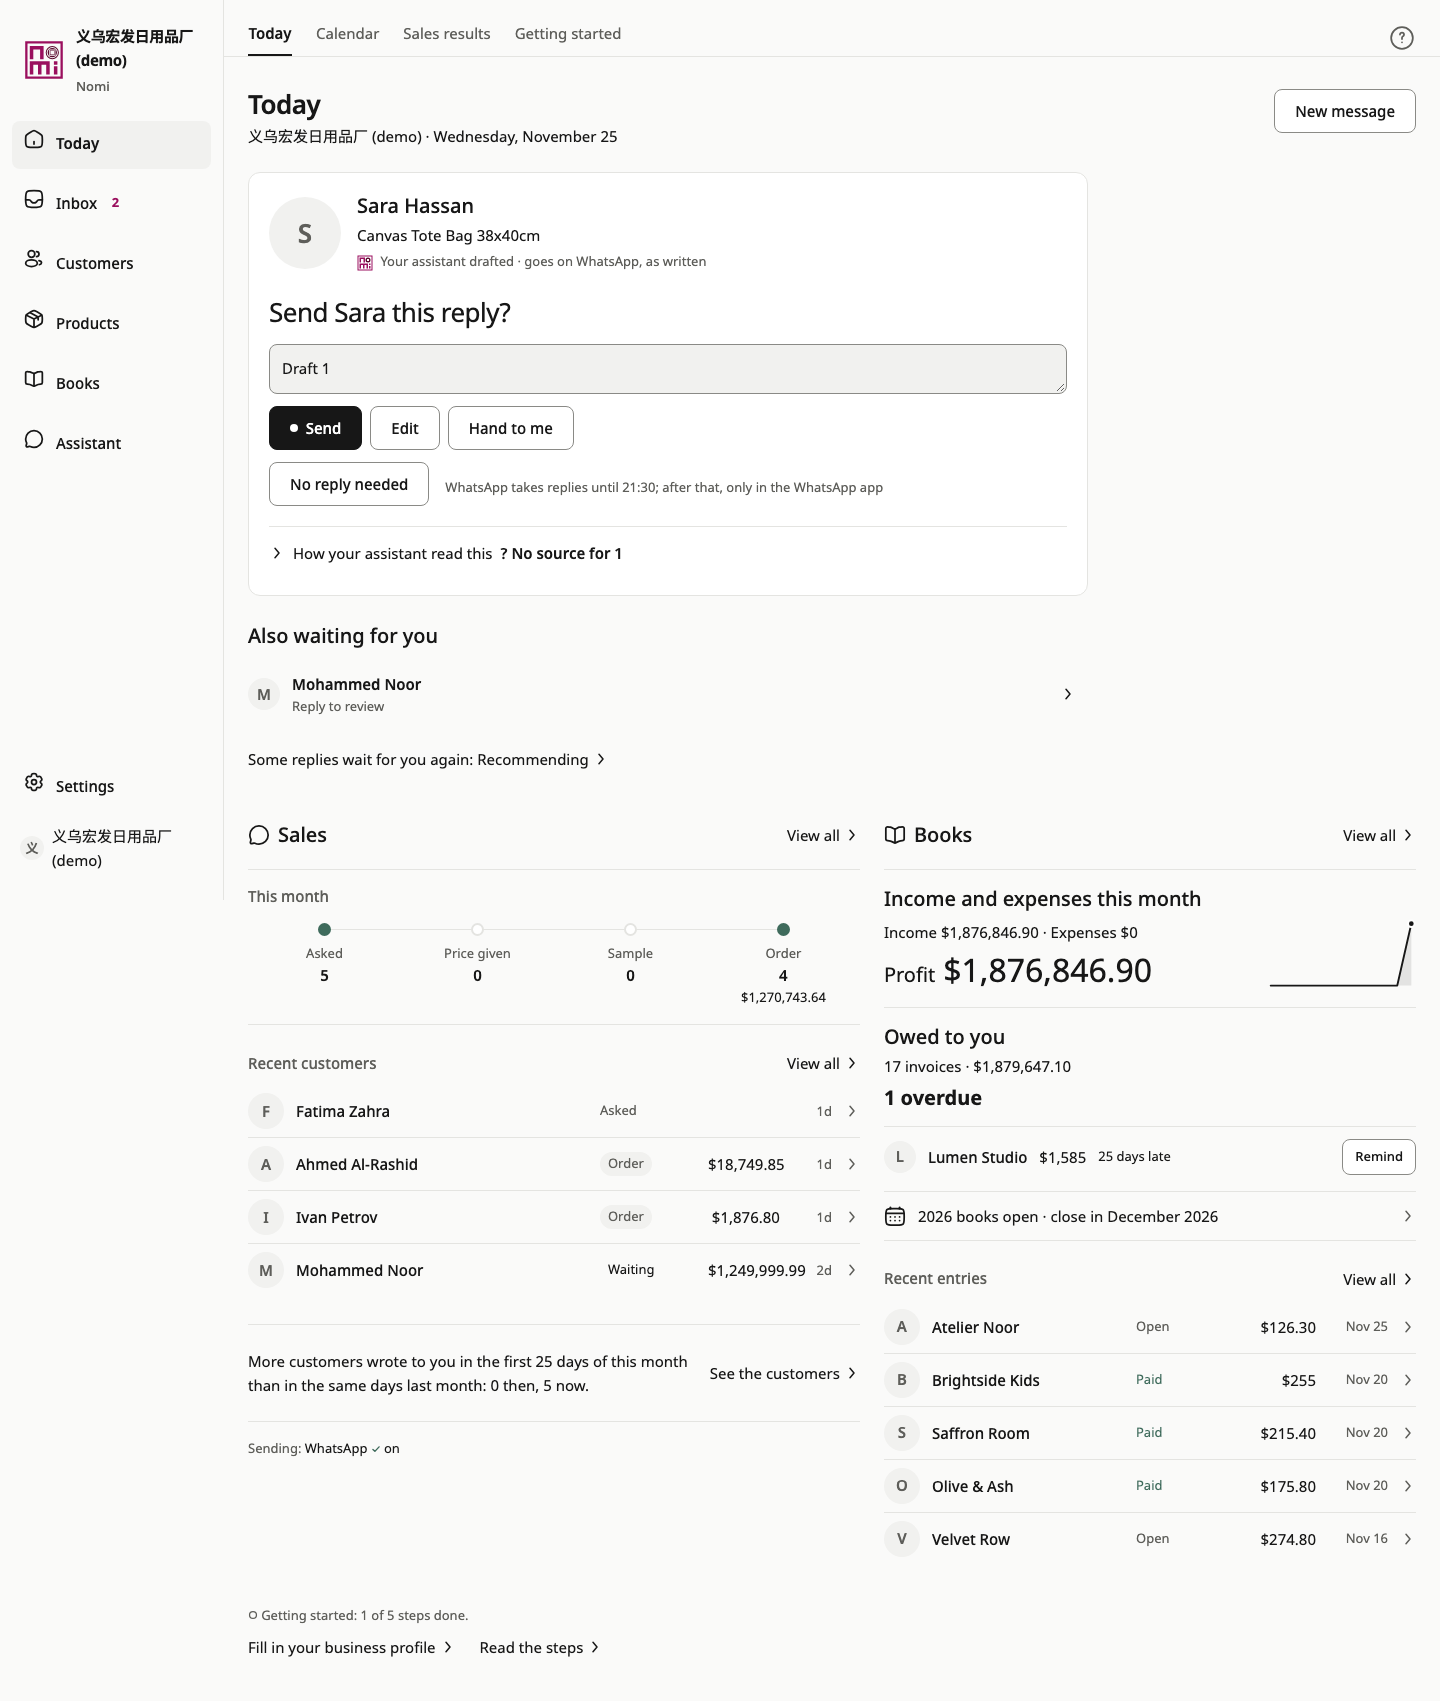 义乌宏发日用品厂
(demo)
Nomi
Today
Inbox 2
Customers
Products
Books
Assistant
Settings
义
义乌宏发日用品厂
(demo)
Today Calendar Sales results Getting started
Today
义乌宏发日用品厂 (demo) · Wednesday, November 25
New message
S
Sara Hassan
Canvas Tote Bag 38x40cm
Your assistant drafted · goes on WhatsApp, as written
Send Sara this reply?
Draft 1
Send Edit Hand to me
No reply needed WhatsApp takes replies until 21:30; after that, only in the WhatsApp app
How your assistant read this ? No source for 1
Also waiting for you
M
Mohammed Noor
Reply to review
Some replies wait for you again: Recommending
Sales View all
This month
Asked Price given Sample Order
5 0 0 4
$1,270,743.64
Recent customers View all
F Fatima Zahra Asked 1d
A Ahmed Al-Rashid Order $18,749.85 1d
I Ivan Petrov Order $1,876.80 1d
M Mohammed Noor Waiting $1,249,999.99 2d
More customers wrote to you in the first 25 days of this month
than in the same days last month: 0 then, 5 now.
See the customers
Sending: WhatsApp ✓ on
Books View all
Income and expenses this month
Income $1,876,846.90 · Expenses $0
Profit $1,876,846.90
Owed to you
17 invoices · $1,879,647.10
1 overdue
L Lumen Studio $1,585 25 days late Remind
2026 books open · close in December 2026
Recent entries View all
A Atelier Noor Open $126.30 Nov 25
B Brightside Kids Paid $255 Nov 20
S Saffron Room Paid $215.40 Nov 20
O Olive & Ash Paid $175.80 Nov 20
V Velvet Row Open $274.80 Nov 16
Getting started: 1 of 5 steps done.
Fill in your business profile Read the steps